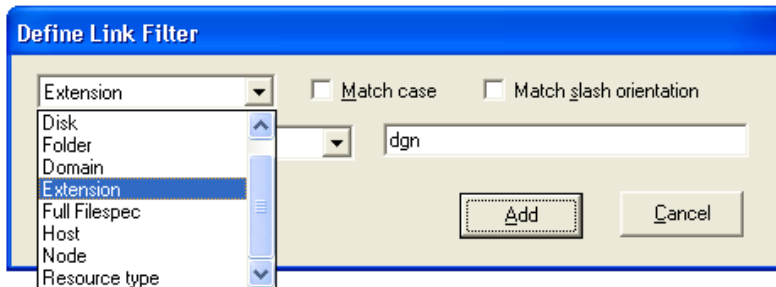 Define Link Filter
Extension
Match case
Match slash orientation
Disk
Folder
Domain
Extension
Full Filespec
Host
Node
Resource type
dgn
Add
Cancel